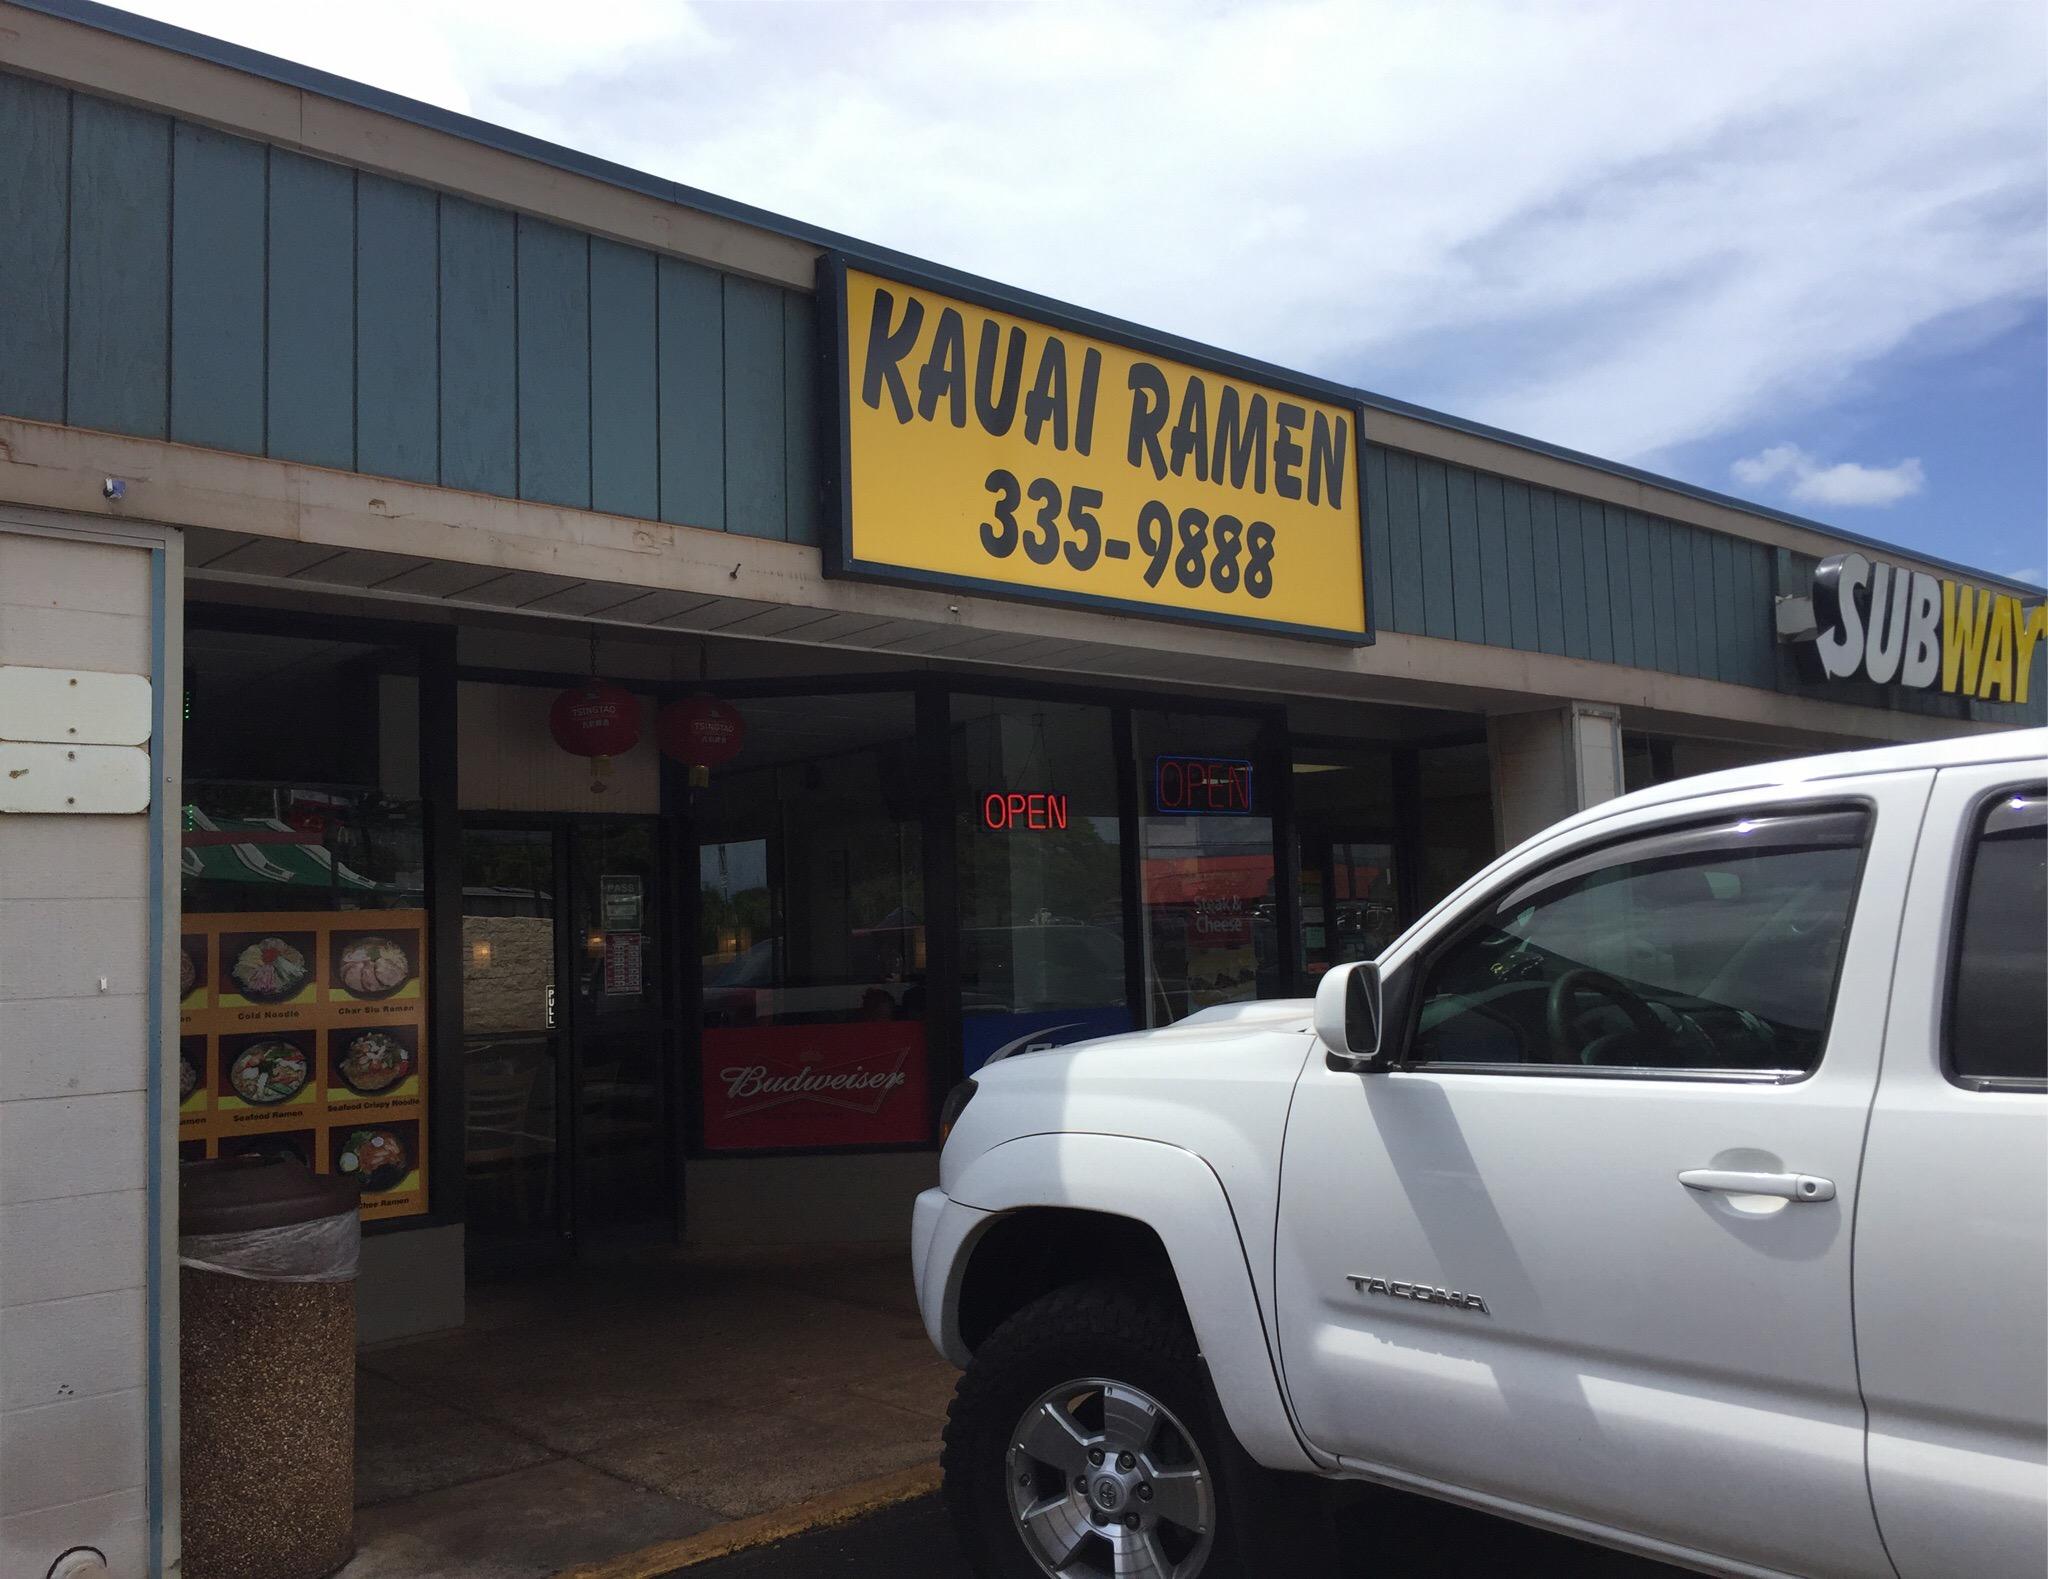 KAUAI RAMEN
335-9888
SUBWAY
TSINGTAO
TSINGTAO
OPEN
OPEN
PASS
Steak &
Cheese
PULL
Cold Noodle
Char Siu Ramen
Seafood Ramen
Seafood Crispy Noodle
Budweiser
TACOMA